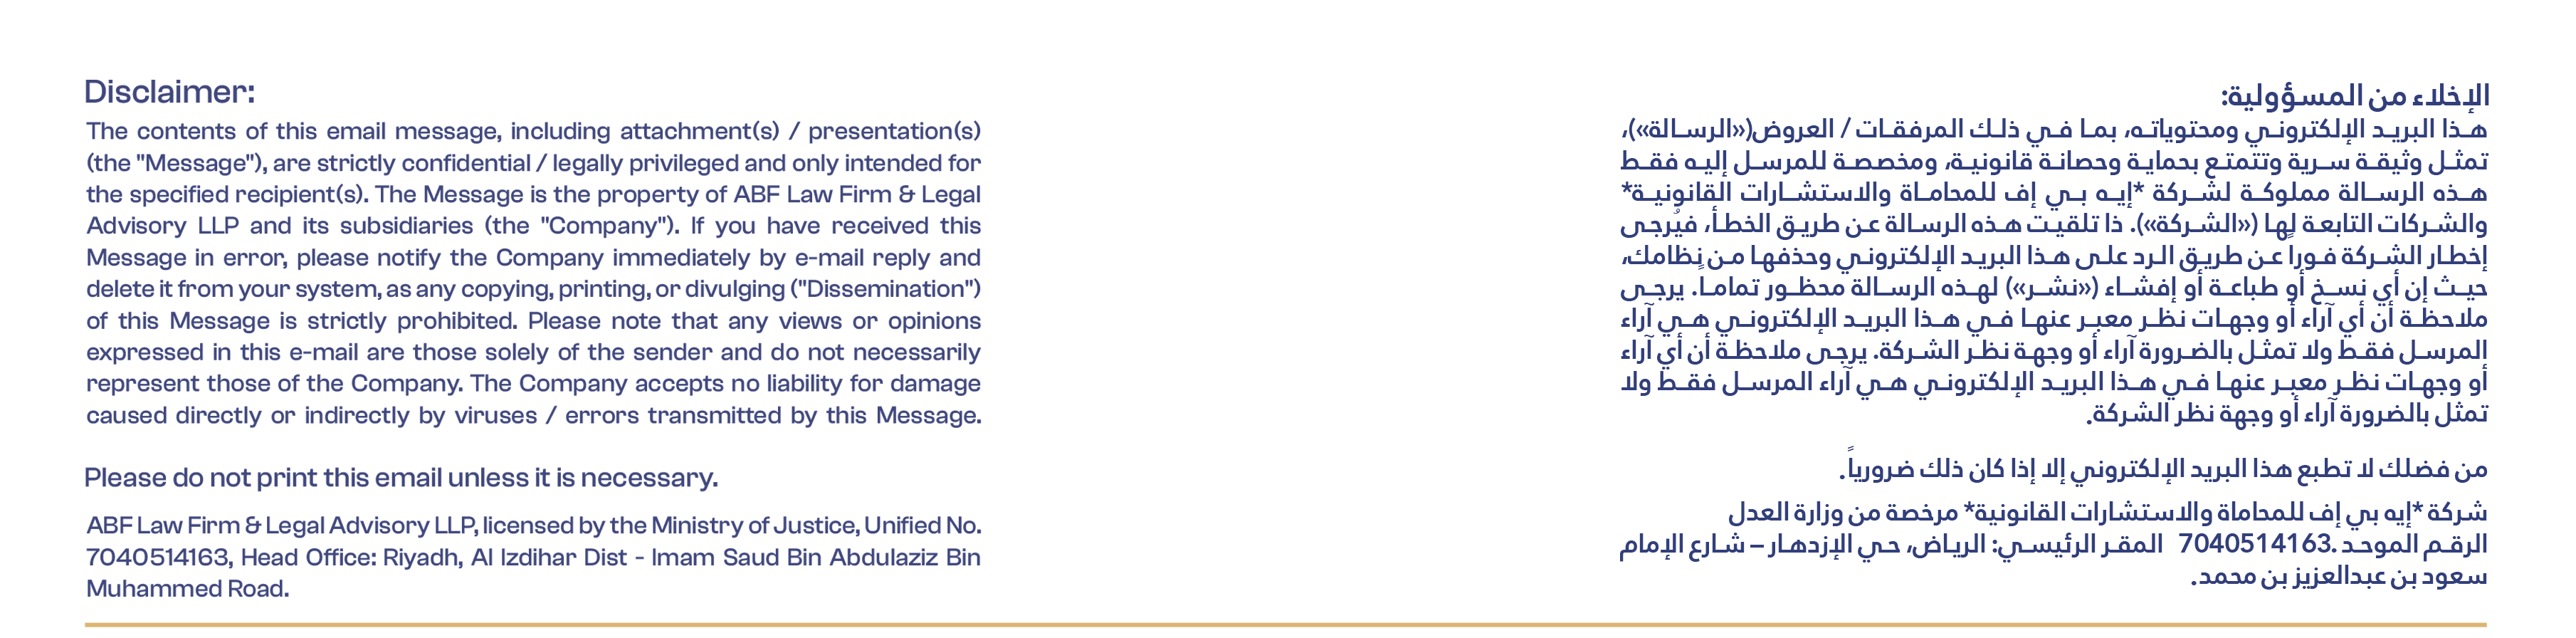 Disclaimer:
The contents of this email message, including attachment(s) / presentation(s)
(the "Message"), are strictly confidential / legally privileged and only intended for
the specified recipient(s). The Message is the property of ABF Law Firm & Legal
Advisory LLP and its subsidiaries (the "Company"). If you have received this
Message in error, please notify the Company immediately by e-mail reply and
delete it from your system, as any copying, printing, or divulging ("Dissemination")
of this Message is strictly prohibited. Please note that any views or opinions
expressed in this e-mail are those solely of the sender and do not necessarily
represent those of the Company. The Company accepts no liability for damage
caused directly or indirectly by viruses / errors transmitted by this Message.
Please do not print this email unless it is necessary.
ABF Law Firm & Legal Advisory LLP, licensed by the Ministry of Justice, Unified No.
7040514163, Head Office: Riyadh, Al Izdihar Dist - Imam Saud Bin Abdulaziz Bin
Muhammed Road.
الإخلاء من المسؤولية:
هذا البريد الإلكتروني ومحتوياته، بما في ذلك المرفقات / العروض(«الرسالة»)،
تمثل وثيقة سرية وتتمتع بحماية وحصانة قانونية، ومخصصة للمرسل إليه فقط
هذه الرسالة مملوكة لشركة *إيه بي إف للمحاماة والاستشارات القانونية*
والشركات التابعة لها («الشركة»). ذا تلقيت هذه الرسالة عن طريق الخطأ، فيُرجى
إخطار الشركة فوراً عن طريق الرد على هذا البريد الإلكتروني وحذفها من نظامك،
حيث إن أي نسخ أو طباعة أو إفشاء («نشر») لهذه الرسالة محظور تماماً. يرجى
ملاحظة أن أي آراء أو وجهات نظر معبر عنها في هذا البريد الإلكتروني هي آراء
المرسل فقط ولا تمثل بالضرورة آراء أو وجهة نظر الشركة. يرجى ملاحظة أن أي آراء
أو وجهات نظر معبر عنها في هذا البريد الإلكتروني هي آراء المرسل فقط ولا
تمثل بالضرورة آراء أو وجهة نظر الشركة.
من فضلك لا تطبع هذا البريد الإلكتروني إلا إذا كان ذلك ضرورياً.
شركة *إيه بي إف للمحاماة والاستشارات القانونية* مرخصة من وزارة العدل
الرقم الموحد .7040514163 المقر الرئيسي: الرياض، حي الإزدهار – شارع الإمام
سعود بن عبدالعزيز بن محمد.